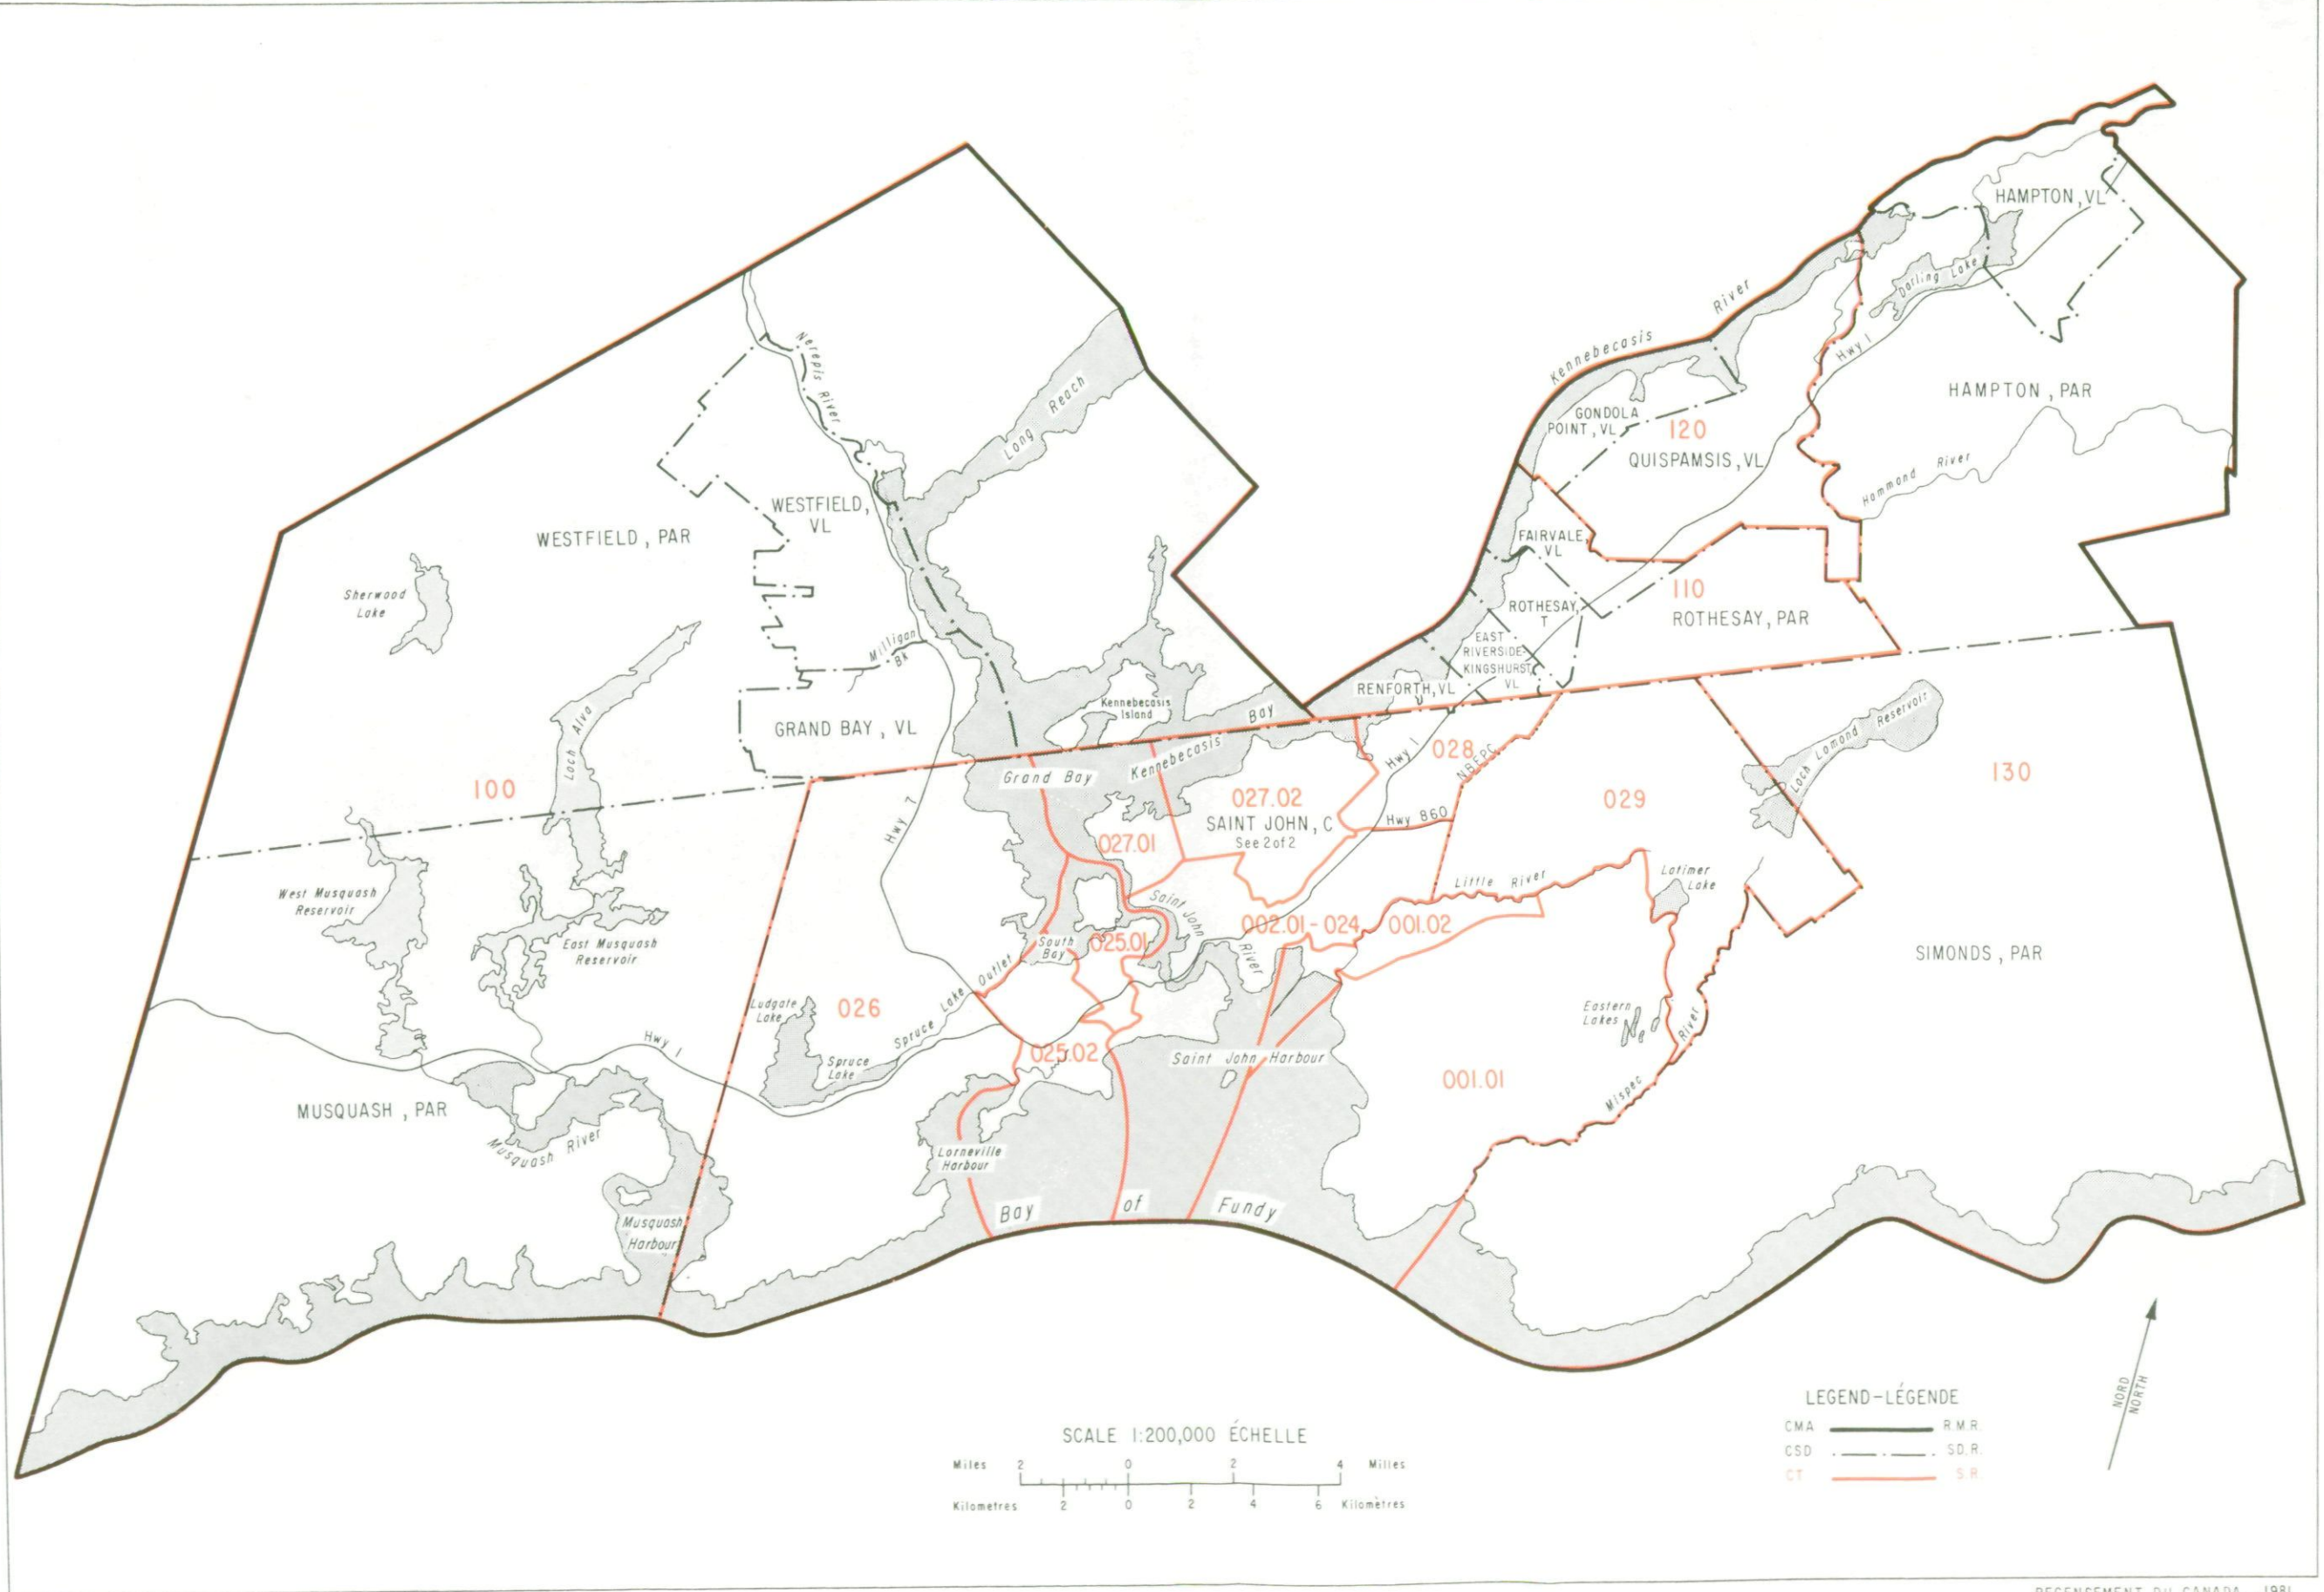 HAMPTON, VL
Darling Lake
Kennebecasis River
Hwy 1
HAMPTON, PAR
Nerepis River
Long Reach
GONDOLA
POINT, VL
120
QUISPAMSIS, VL
Hammond River
WESTFIELD,
VL
WESTFIELD, PAR
FAIRVALE,
VL
Sherwood
Lake
110
ROTHESAY,
T
ROTHESAY, PAR
Milligan
Bk
EAST
RIVERSIDE-
KINGSHURST,
VL
RENFORTH, VL
Kennebecasis
Island
Kennebecasis Bay
GRAND BAY, VL
Loch Alva
Loch Lomond Reservoir
100
Grand Bay
Hwy 1
028
NBEPC
130
027.02
029
SAINT JOHN, C
See 2 of 2
Hwy 860
Hwy 7
027.01
Little River
Latimer
Lake
West Musquash
Reservoir
Saint John River
002.01-024
001.02
East Musquash
Reservoir
South
Bay
025.01
SIMONDS, PAR
Ludgate
Lake
026
Spruce Lake Outlet
Eastern
Lakes
Hwy 1
Spruce
Lake
025.02
Saint John Harbour
001.01
Mispec River
MUSQUASH, PAR
Musquash River
Lorneville
Harbour
Musquash
Harbour
Bay of Fundy
LEGEND-LÉGENDE
CMA R.M.R.
CSD SD.R.
CT S.R.
NORD
NORTH
SCALE 1:200,000 ÉCHELLE
Miles 2 0 2 4 Milles
Kilometres 2 0 2 4 6 Kilomètres
RECENSEMENT DU CANADA 1981